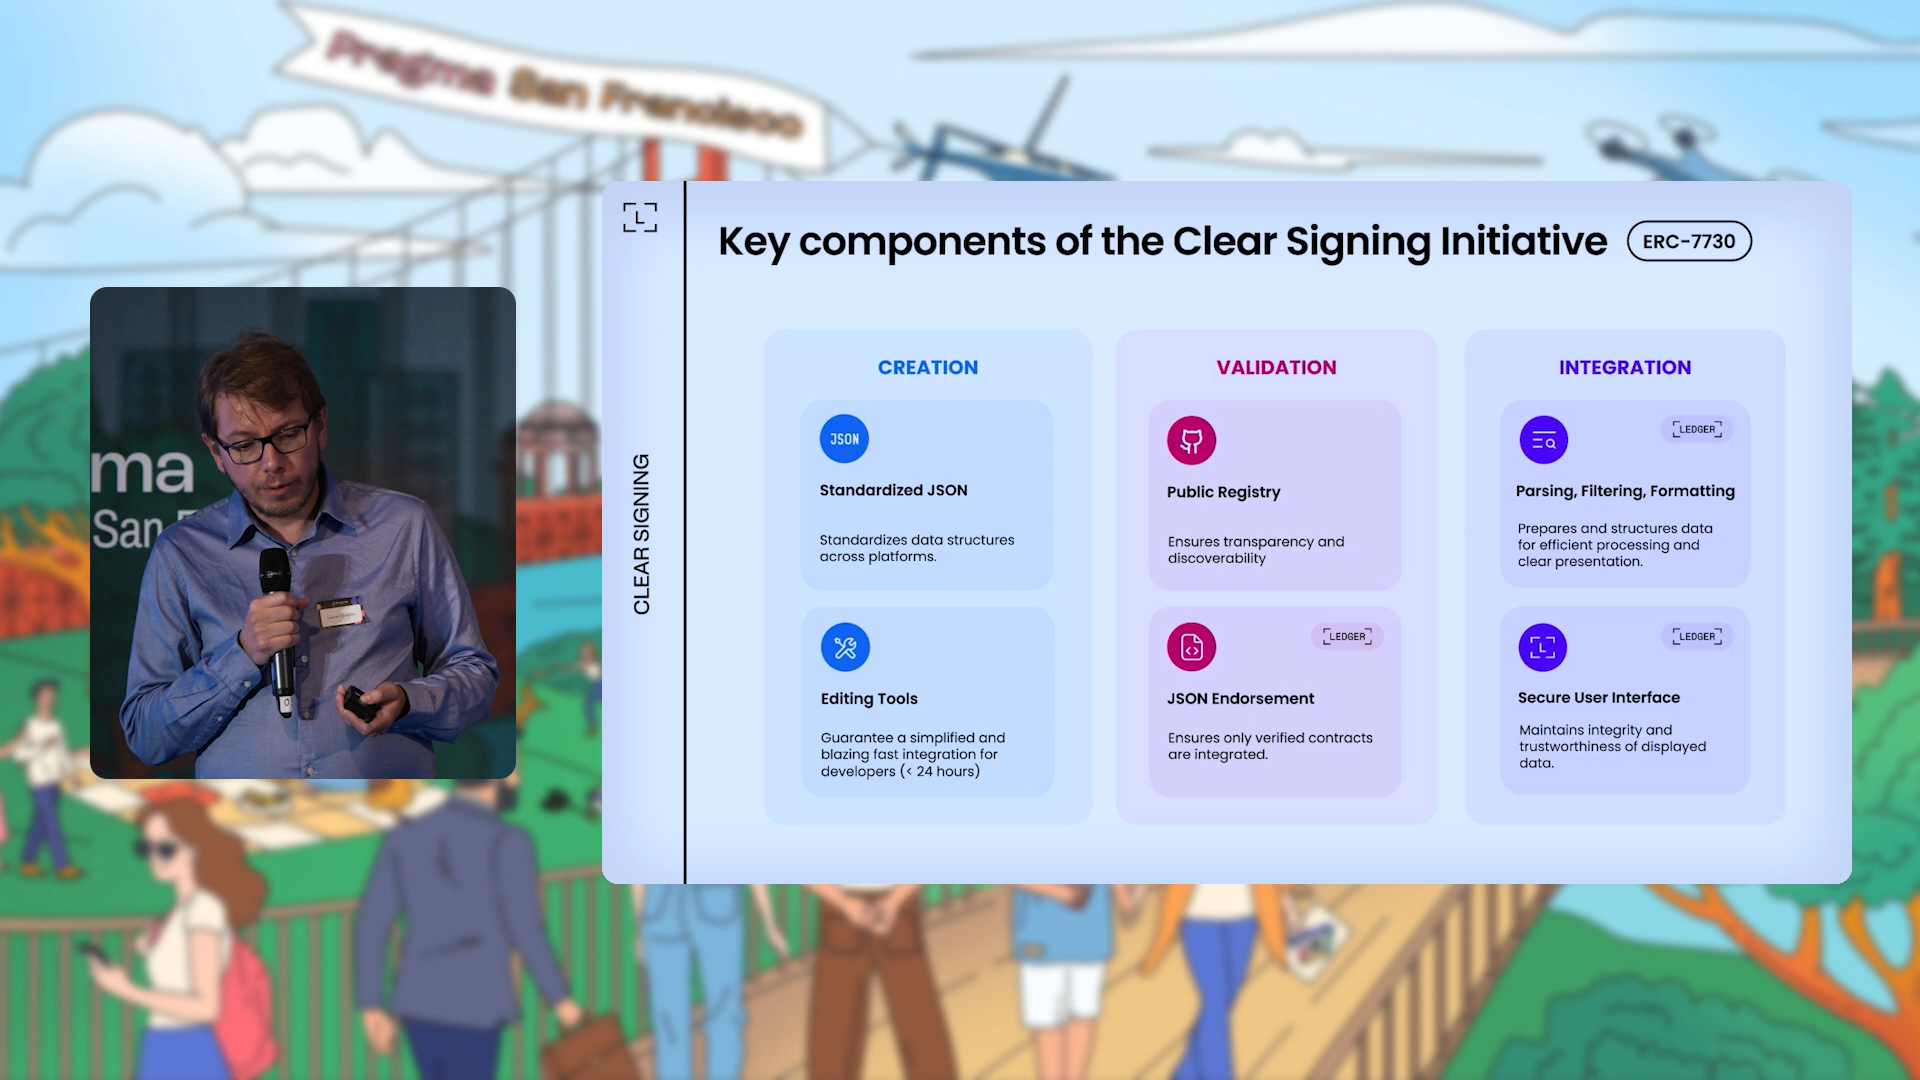 Pragma San Francisco
ma
San F
L
CLEAR SIGNING
Key components of the Clear Signing Initiative
ERC-7730
CREATION
JSON
Standardized JSON
Standardizes data structures
across platforms.
Editing Tools
Guarantee a simplified and
blazing fast integration for
developers (< 24 hours)
VALIDATION
Public Registry
Ensures transparency and
discoverability
LEDGER
JSON Endorsement
Ensures only verified contracts
are integrated.
INTEGRATION
LEDGER
Parsing, Filtering, Formatting
Prepares and structures data
for efficient processing and
clear presentation.
L
LEDGER
Secure User Interface
Maintains integrity and
trustworthiness of displayed
data.